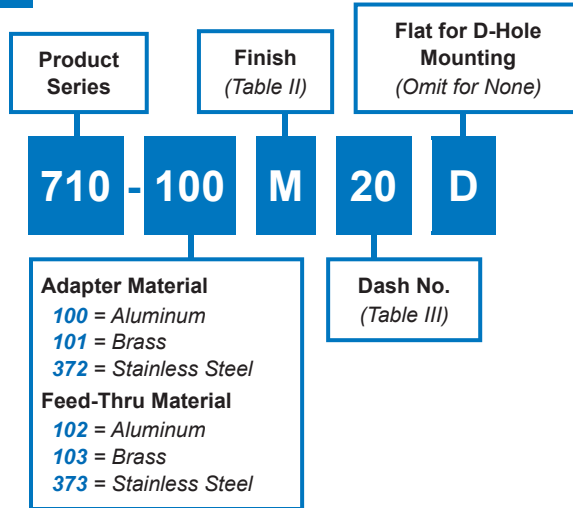 Product
Series
Finish
(Table II)
Flat for D-Hole
Mounting
(Omit for None)
710 - 100 M 20 D
Adapter Material
100 = Aluminum
101 = Brass
372 = Stainless Steel
Feed-Thru Material
102 = Aluminum
103 = Brass
373 = Stainless Steel
Dash No.
(Table III)